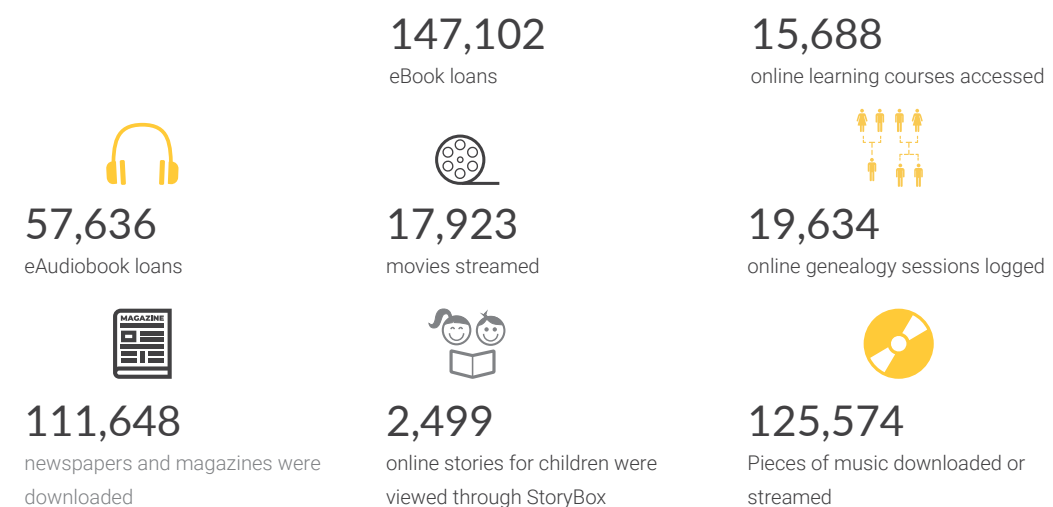 147,102
eBook loans
15,688
online learning courses accessed
57,636
eAudiobook loans
17,923
movies streamed
19,634
online genealogy sessions logged
MAGAZINE
111,648
newspapers and magazines were
downloaded
2,499
online stories for children were
viewed through StoryBox
125,574
Pieces of music downloaded or
streamed